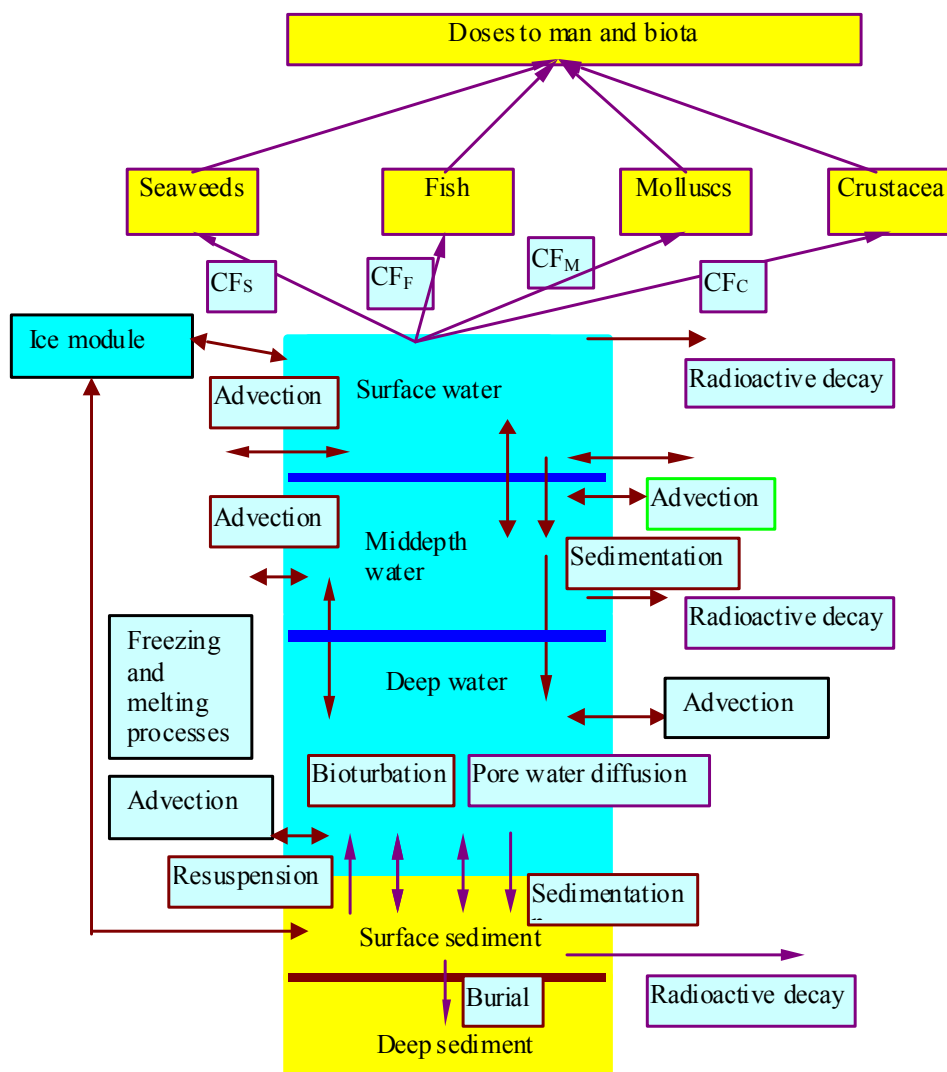 Doses to man and biota
Seaweeds
Fish
Molluscs
Crustacea
CFS
CFF
CFM
CFC
Ice module
Surface water
Radioactive decay
Advection
Advection
Advection
Middepth
water
Sedimentation
Radioactive decay
Freezing
and
melting
processes
Deep water
Advection
Bioturbation
Pore water diffusion
Advection
Resuspension
Sedimentation
Surface sediment
Burial
Radioactive decay
Deep sediment